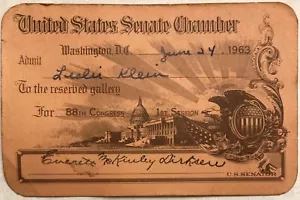 United States Senate Chamber
Washington, D.C. June 24, 1963
Admit Leslie Klein
To the reserved gallery
For 88th Congress 1st Session
Everett McKinley Dirksen
U.S. SENATOR